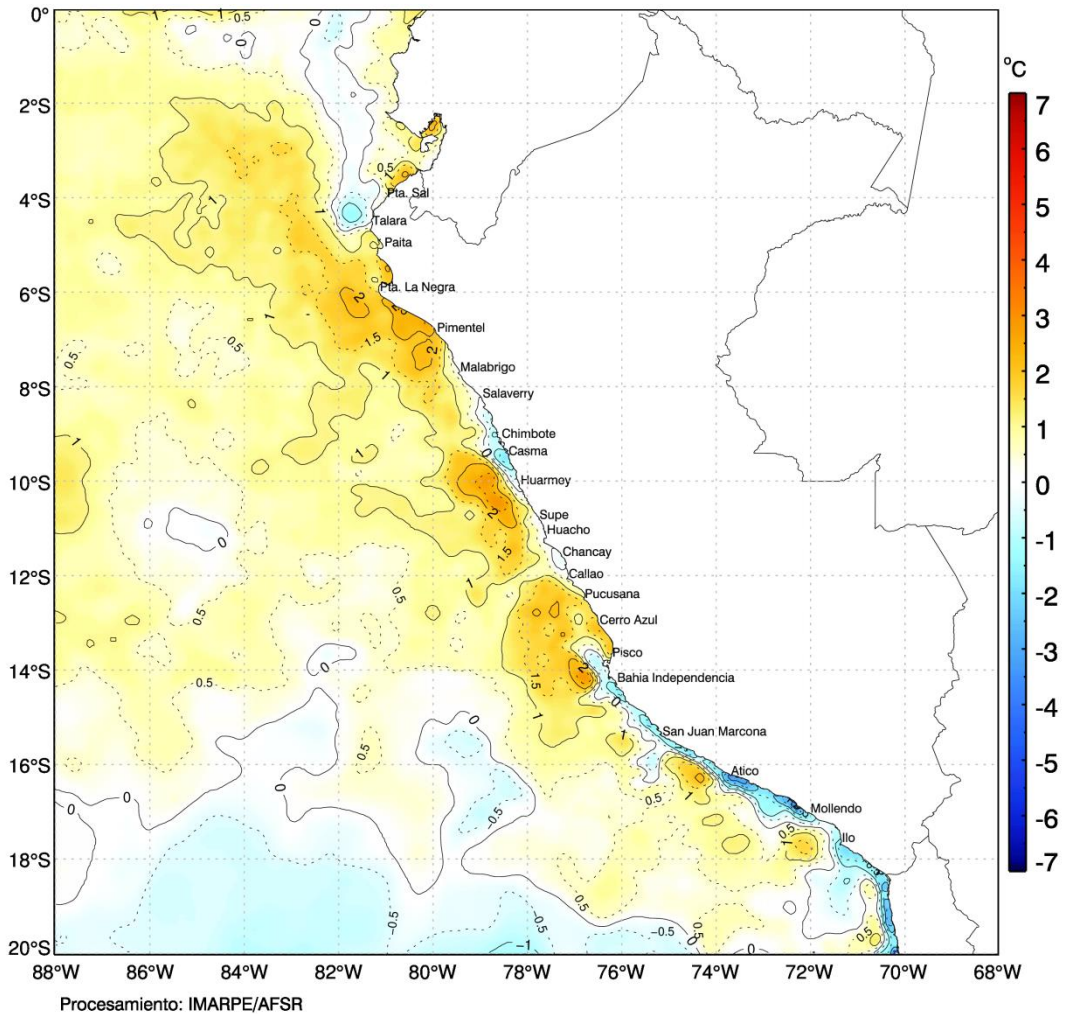 0°
2°S
4°S
6°S
8°S
10°S
12°S
14°S
16°S
18°S
20°S
88°W 86°W 84°W 82°W 80°W 78°W 76°W 74°W 72°W 70°W 68°W
Pta. Sal
Talara
Paita
Pta. La Negra
Pimentel
Malabrigo
Salaverry
Chimbote
Casma
Huarmey
Supe
Huacho
Chancay
Callao
Pucusana
Cerro Azul
Pisco
Bahia Independencia
San Juan Marcona
Atico
Mollendo
Ilo
°C
7
6
5
4
3
2
1
0
-1
-2
-3
-4
-5
-6
-7
Procesamiento: IMARPE/AFSR